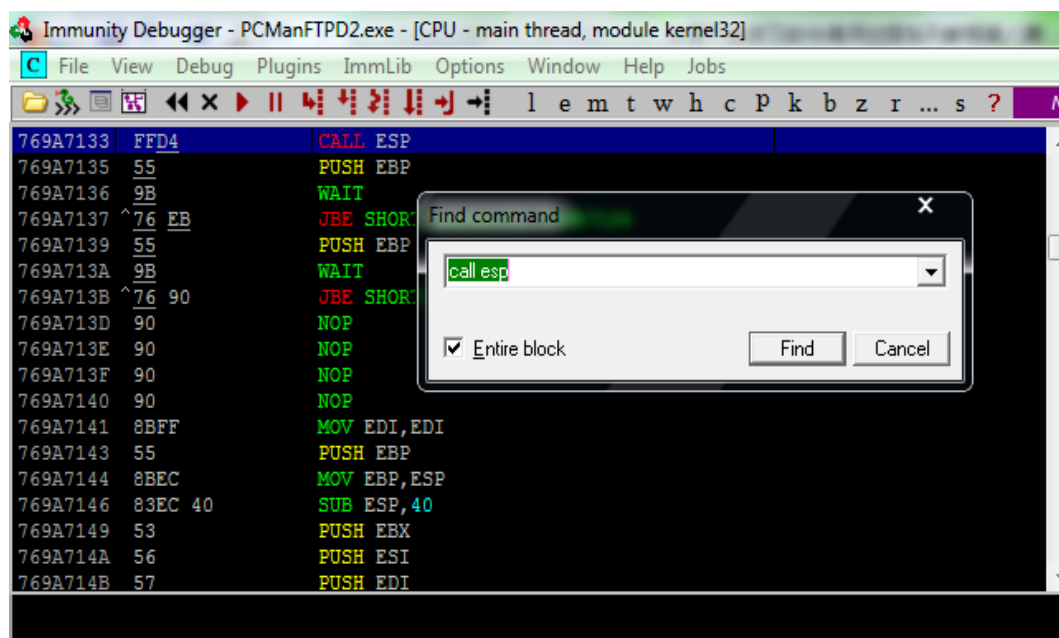 Immunity Debugger - PCManFTPD2.exe - [CPU - main thread, module kernel32]
C File View Debug Plugins ImmLib Options Window Help Jobs
l e m t w h c P k b z r ... s ?
769A7133 FFD4 CALL ESP
769A7135 55 PUSH EBP
769A7136 9B WAIT
769A7137 ^76 EB JBE SHORT
769A7139 55 PUSH EBP
769A713A 9B WAIT
769A713B ^76 90 JBE SHORT
769A713D 90 NOP
769A713E 90 NOP
769A713F 90 NOP
769A7140 90 NOP
769A7141 8BFF MOV EDI,EDI
769A7143 55 PUSH EBP
769A7144 8BEC MOV EBP,ESP
769A7146 83EC 40 SUB ESP,40
769A7149 53 PUSH EBX
769A714A 56 PUSH ESI
769A714B 57 PUSH EDI
Find command
call esp
Entire block
Find
Cancel